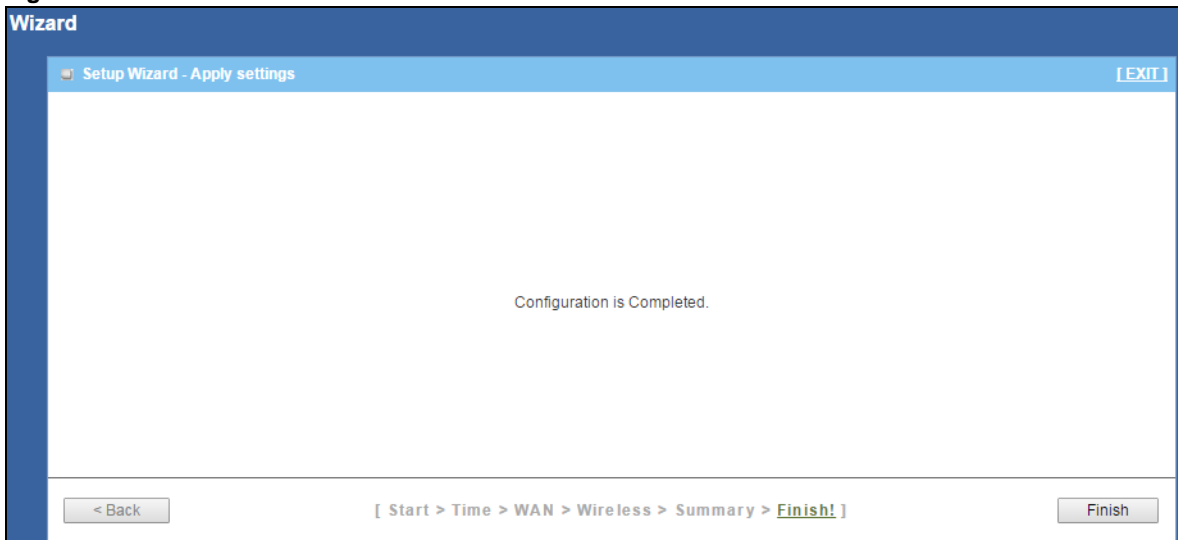 Wizard
Setup Wizard - Apply settings [ EXIT ]
Configuration is Completed.
< Back [ Start > Time > WAN > Wireless > Summary > Finish! ] Finish